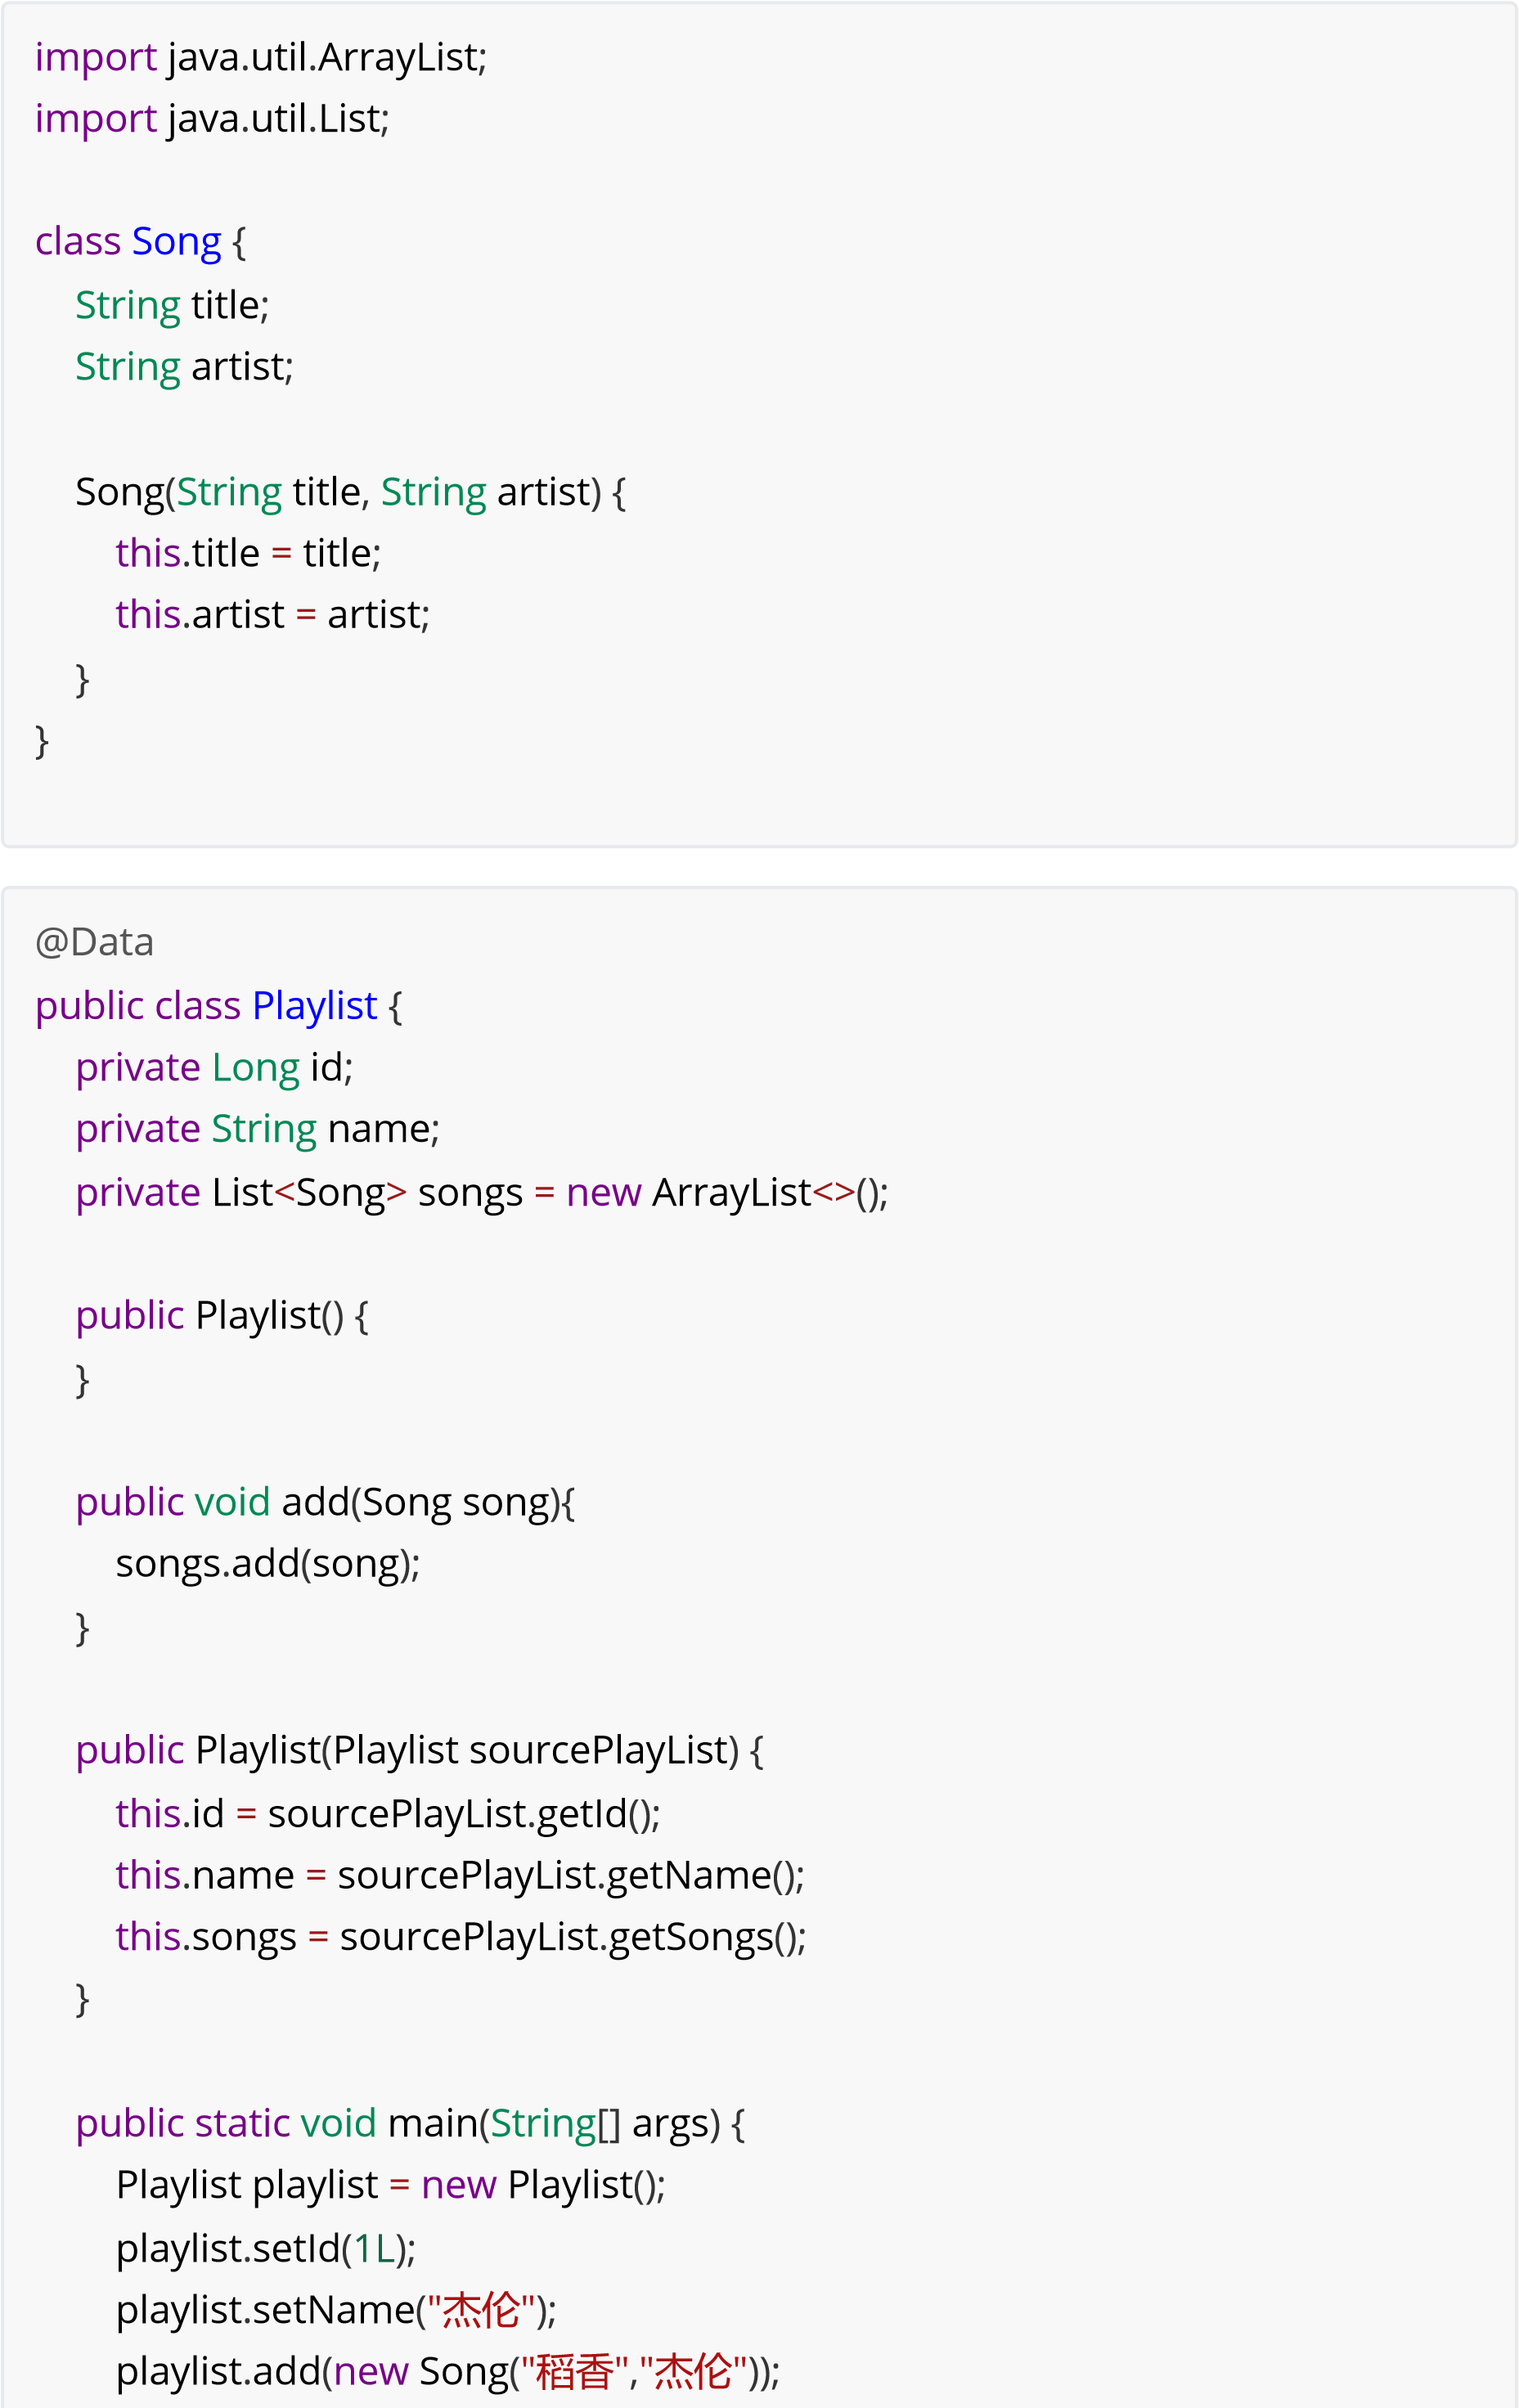 import java.util.ArrayList;
import java.util.List;
class Song {
String title;
String artist;
Song(String title, String artist) {
this.title = title;
this.artist = artist;
}
}
@Data
public class Playlist {
private Long id;
private String name;
private List<Song> songs = new ArrayList<>();
public Playlist() {
}
public void add(Song song){
songs.add(song);
}
public Playlist(Playlist sourcePlayList) {
this.id = sourcePlayList.getId();
this.name = sourcePlayList.getName();
this.songs = sourcePlayList.getSongs();
}
public static void main(String[] args) {
Playlist playlist = new Playlist();
playlist.setId(1L);
playlist.setName("杰伦");
playlist.add(new Song("稻香","杰伦"));